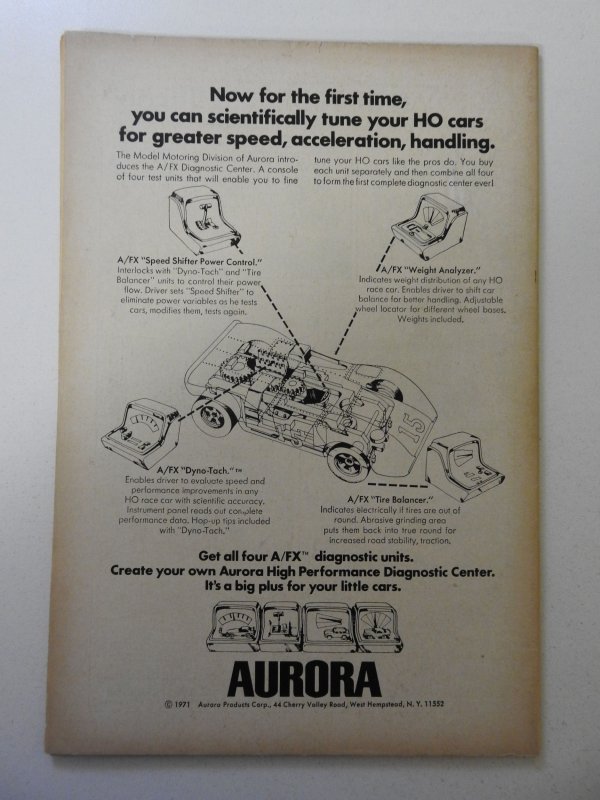 Now for the first time,
you can scientifically tune your HO cars
for greater speed, acceleration, handling.
The Model Motoring Division of Aurora intro-
duces the A/FX Diagnostic Center. A console
of four test units that will enable you to fine
tune your HO cars like the pros do. You buy
each unit separately and then combine all four
to form the first complete diagnostic center ever!
A/FX "Speed Shifter Power Control."
Interlocks with "Dyno-Tach" and "Tire
Balancer" units to control their power
flow. Driver sets "Speed Shifter" to
eliminate power variables as he tests
cars, modifies them, tests again.
A/FX "Weight Analyzer."
Indicates weight distribution of any HO
race car. Enables driver to shift car
balance for better handling. Adjustable
wheel locator for different wheel bases.
Weights included.
15
A/FX "Dyno-Tach."™
Enables driver to evaluate speed and
performance improvements in any
HO race car with scientific accuracy.
Instrument panel reads out complete
performance data. Hop-up tips included
with "Dyno-Tach."
A/FX "Tire Balancer."
Indicates electrically if tires are out of
round. Abrasive grinding area
puts them back into true round for
increased road stability, traction.
Get all four A/FX™ diagnostic units.
Create your own Aurora High Performance Diagnostic Center.
It's a big plus for your little cars.
AURORA
© 1971 Aurora Products Corp., 44 Cherry Valley Road, West Hempstead, N. Y. 11552